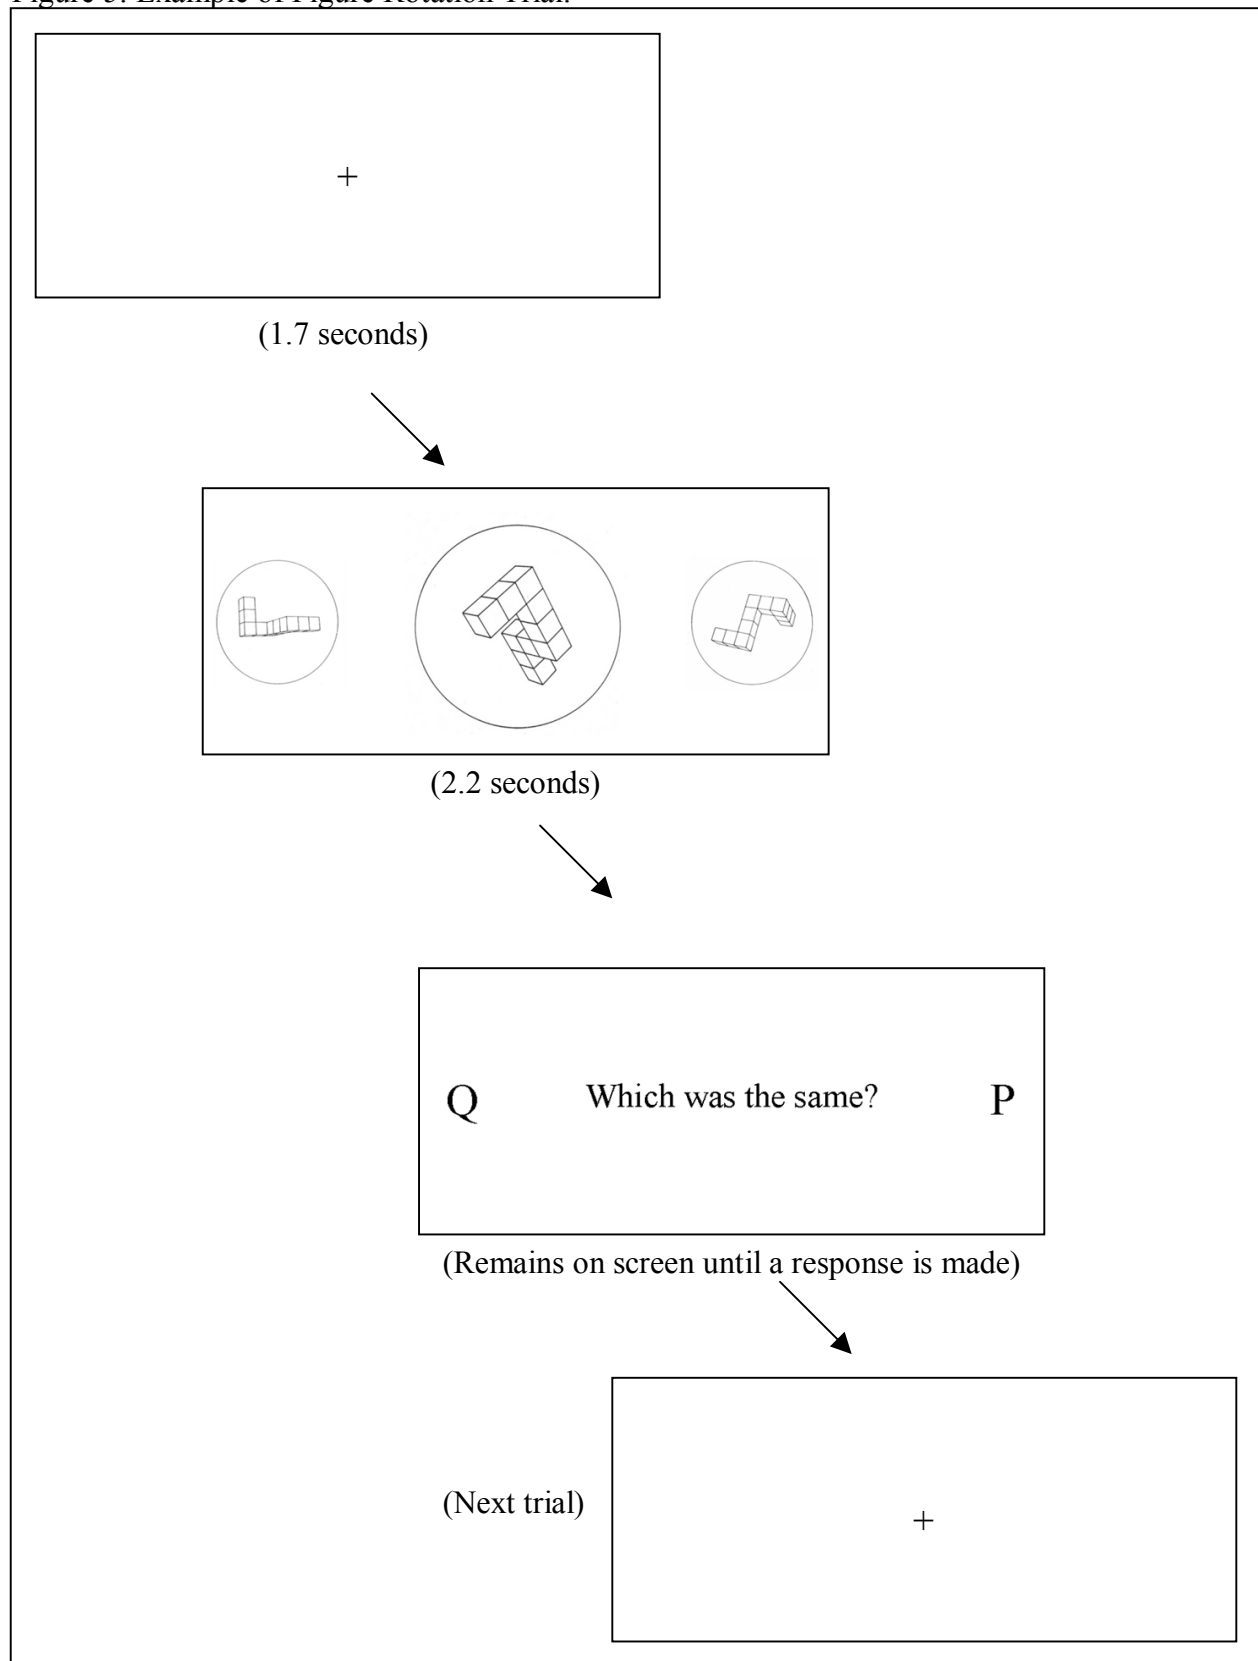 Figure 3. Example of Figure Rotation Trial.
+
(1.7 seconds)
(2.2 seconds)
Q Which was the same? P
(Remains on screen until a response is made)
(Next trial)
+